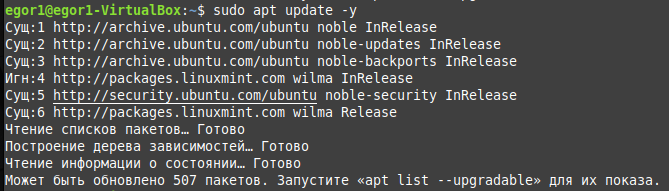 egor1@egor1-VirtualBox:~$ sudo apt update -y
Сущ:1 http://archive.ubuntu.com/ubuntu noble InRelease
Сущ:2 http://archive.ubuntu.com/ubuntu noble-updates InRelease
Сущ:3 http://archive.ubuntu.com/ubuntu noble-backports InRelease
Игн:4 http://packages.linuxmint.com wilma InRelease
Сущ:5 http://security.ubuntu.com/ubuntu noble-security InRelease
Сущ:6 http://packages.linuxmint.com wilma Release
Чтение списков пакетов… Готово
Построение дерева зависимостей… Готово
Чтение информации о состоянии… Готово
Может быть обновлено 507 пакетов. Запустите «apt list --upgradable» для их показа.